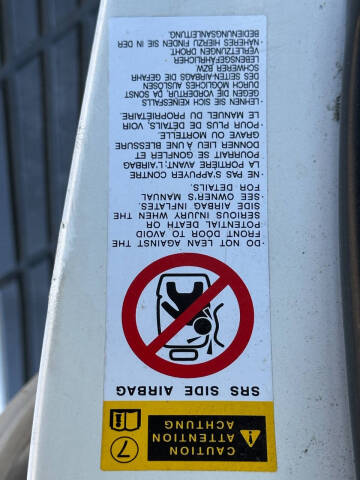 CAUTION
ATTENTION
ACHTUNG
7
SRS SIDE AIRBAG
·DO NOT LEAN AGAINST THE
FRONT DOOR TO AVOID
POTENTIAL DEATH OR
SERIOUS INJURY WHEN THE
SIDE AIRBAG INFLATES.
·SEE OWNER'S MANUAL
FOR DETAILS.
·NE PAS S'APPUYER CONTRE
LA PORTIÈRE AVANT; L'AIRBAG
POURRAIT SE GONFLER ET
DONNER LIEU À UNE BLESSURE
GRAVE OU MORTELLE.
·POUR PLUS DE DÉTAILS, VOIR
LE MANUEL DU PROPRIÉTAIRE.
·LEHNEN SIE SICH KEINESFALLS
GEGEN DIE VORDERTÜR, DA SONST
DURCH MÖGLICHES AUSLÖSEN
DES SEITEN-AIRBAGS DIE GEFAHR
SCHWERER BZW.
LEBENSGEFÄHRLICHER
VERLETZUNGEN DROHT.
·NÄHERES HIERZU FINDEN SIE IN DER
BEDIENUNGSANLEITUNG.